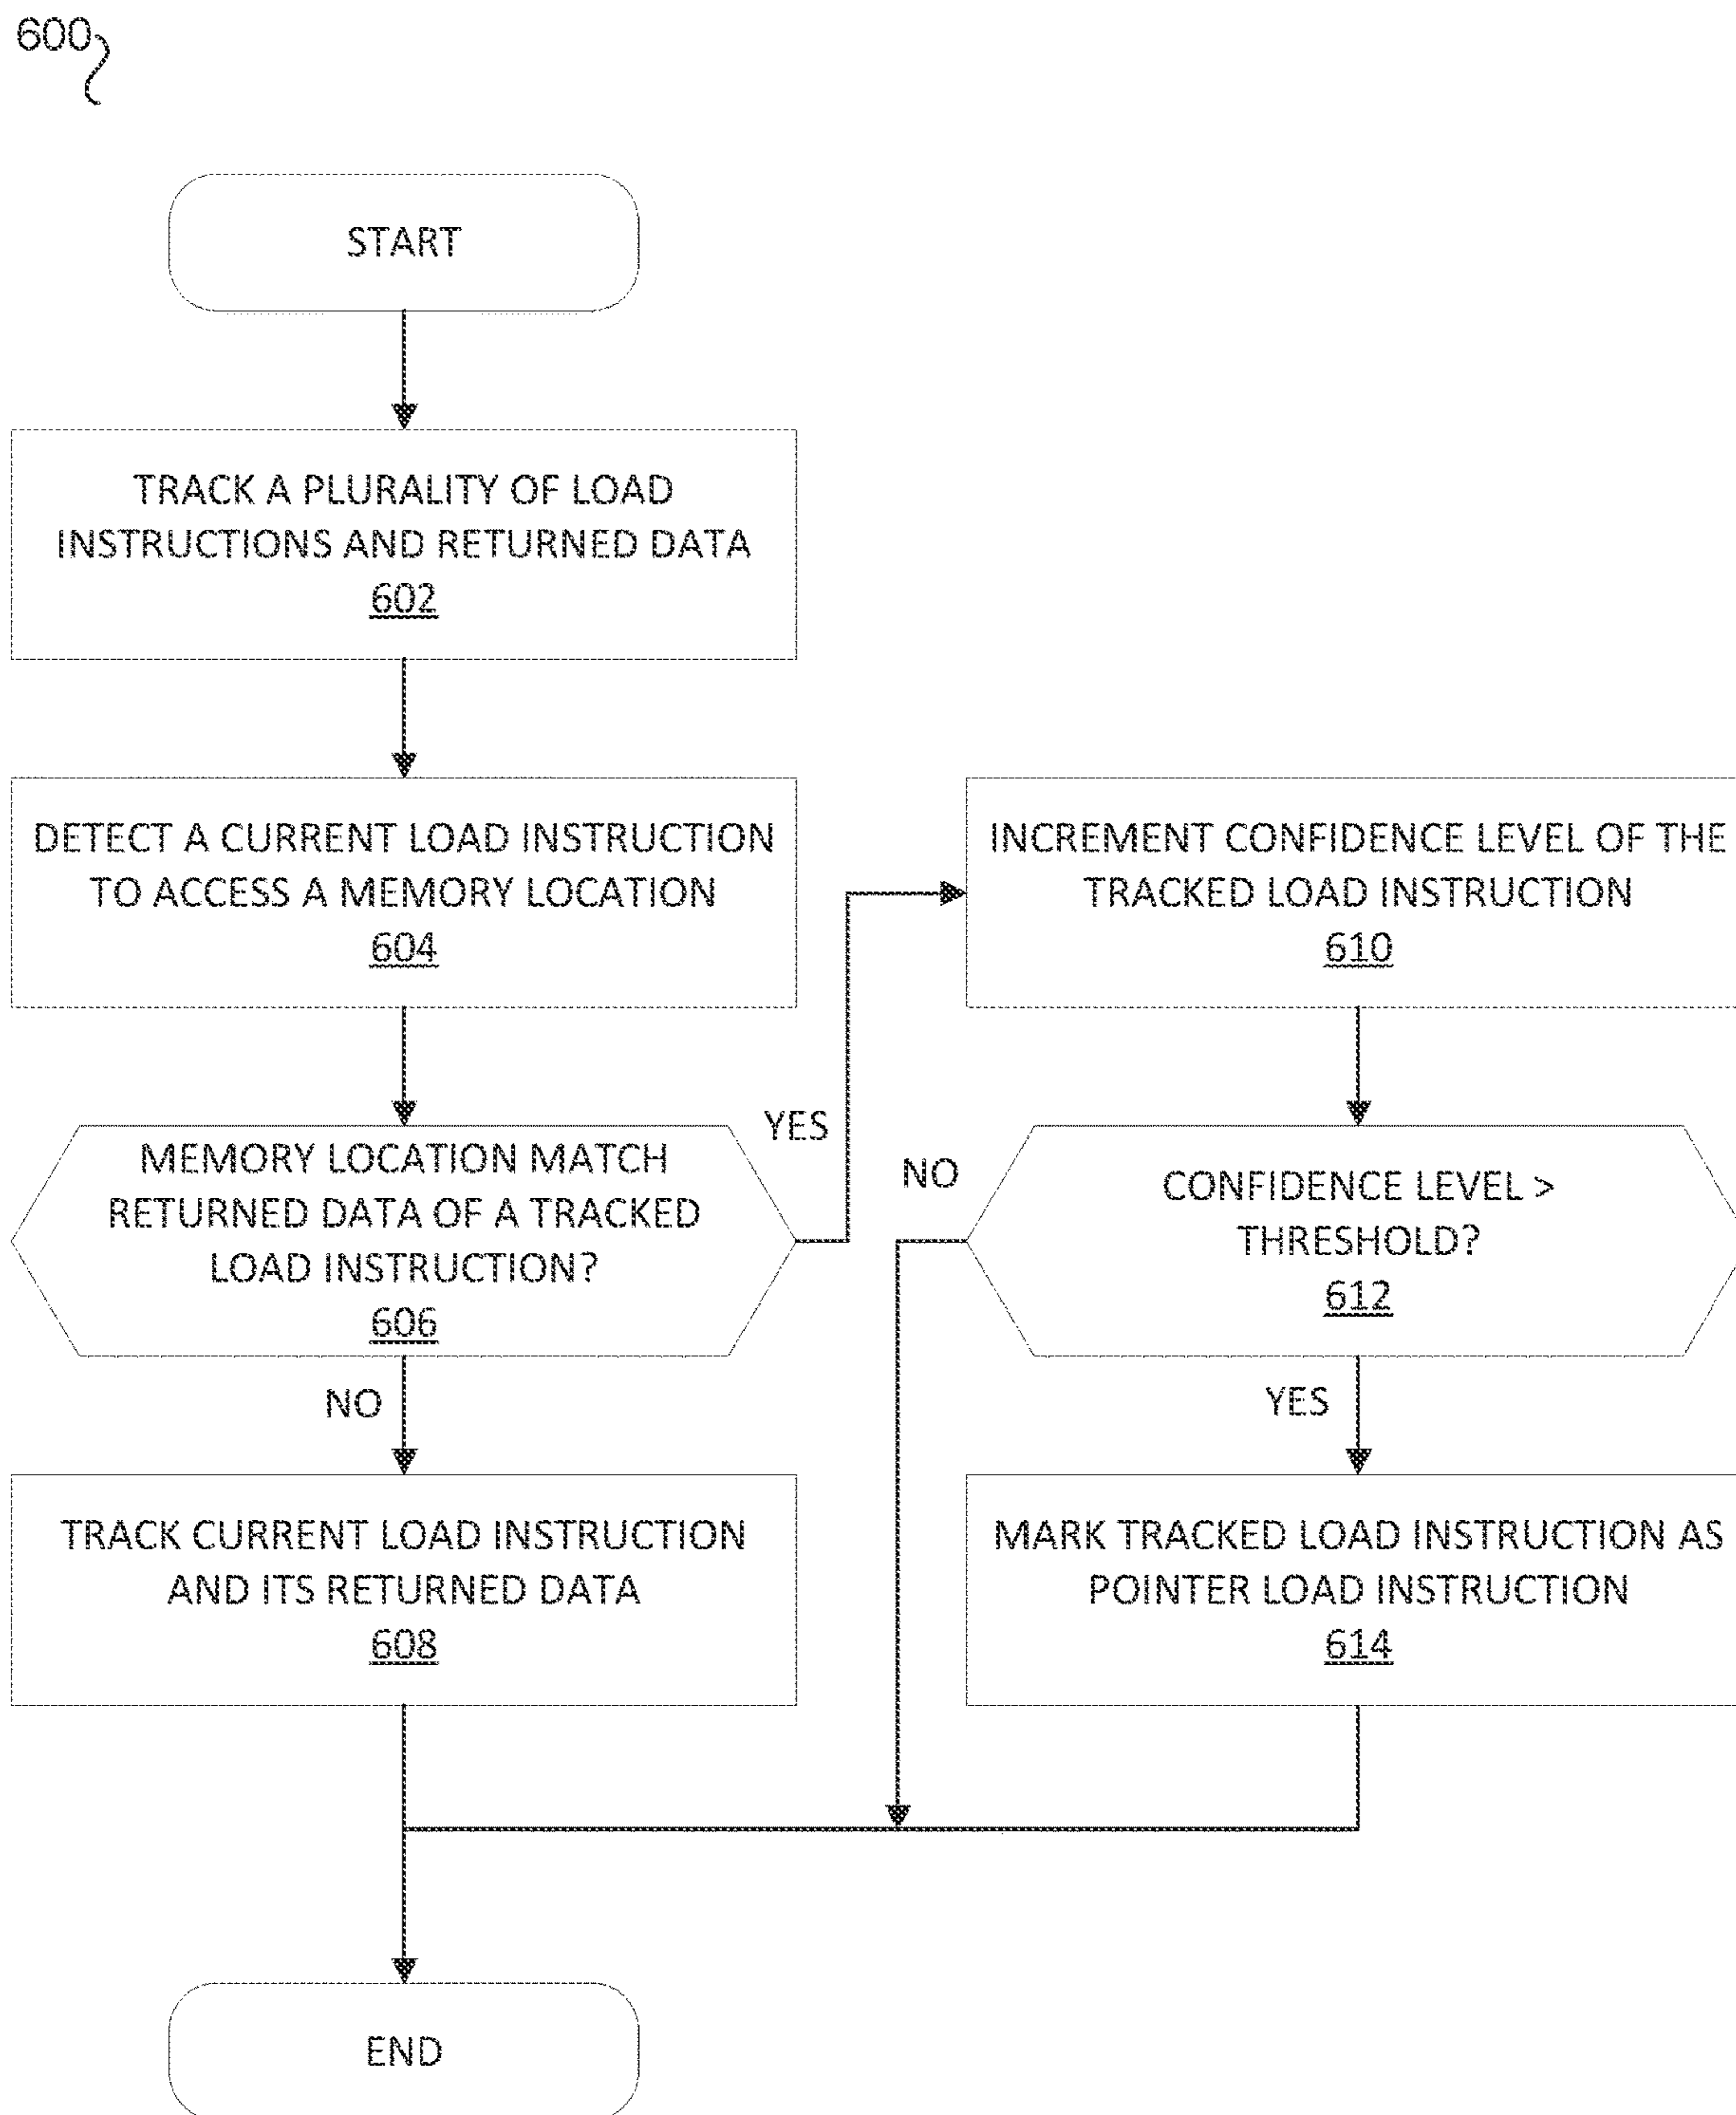 600
START
TRACK A PLURALITY OF LOAD
INSTRUCTIONS AND RETURNED DATA
602
DETECT A CURRENT LOAD INSTRUCTION
TO ACCESS A MEMORY LOCATION
604
MEMORY LOCATION MATCH
RETURNED DATA OF A TRACKED
LOAD INSTRUCTION?
606
YES
NO
TRACK CURRENT LOAD INSTRUCTION
AND ITS RETURNED DATA
608
INCREMENT CONFIDENCE LEVEL OF THE
TRACKED LOAD INSTRUCTION
610
CONFIDENCE LEVEL >
THRESHOLD?
612
NO
YES
MARK TRACKED LOAD INSTRUCTION AS
POINTER LOAD INSTRUCTION
614
END